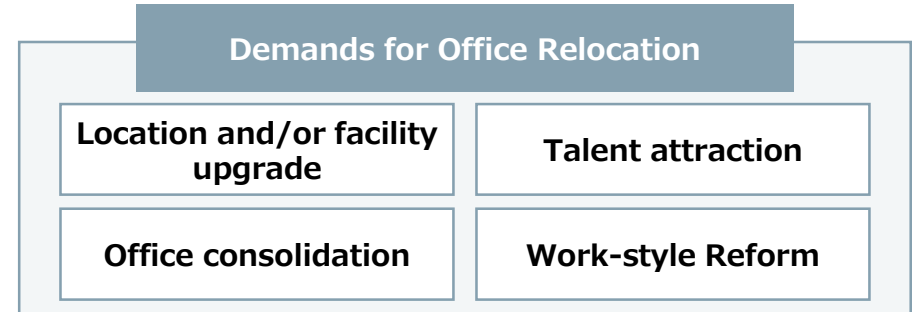 Demands for Office Relocation
Location and/or facility
upgrade
Talent attraction
Office consolidation
Work-style Reform